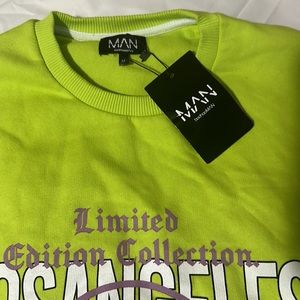 MAN
M
MAN
Limited
Edition Collection
OSANGELES